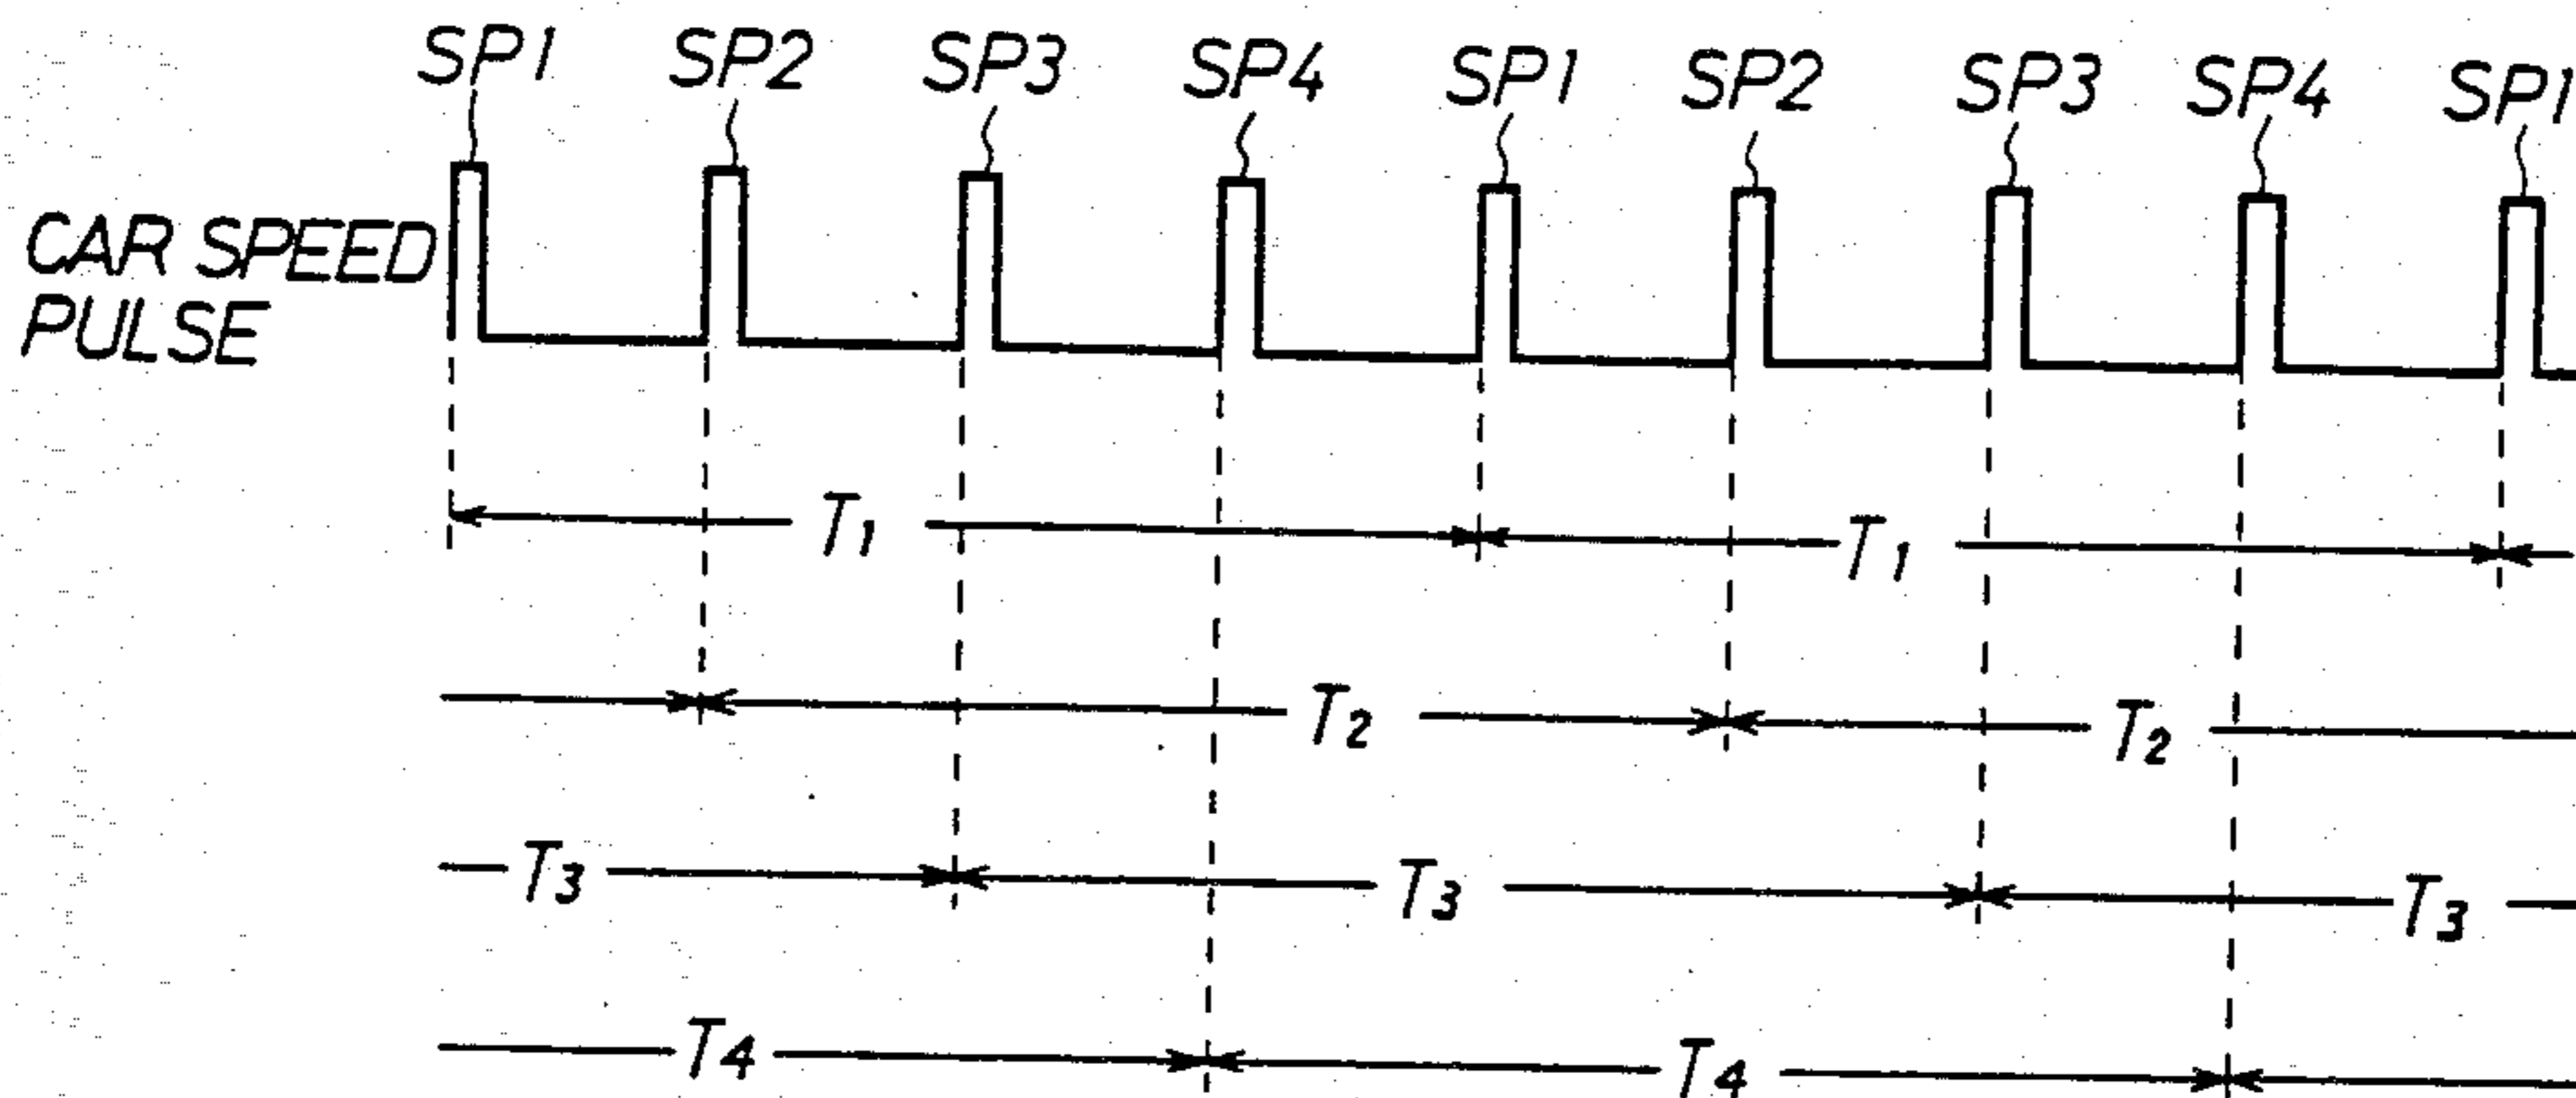 SP1 SP2 SP3 SP4 SP1 SP2 SP3 SP4 SP1
CAR SPEED
PULSE
T1 T1
T2 T2
T3 T3 T3
T4 T4